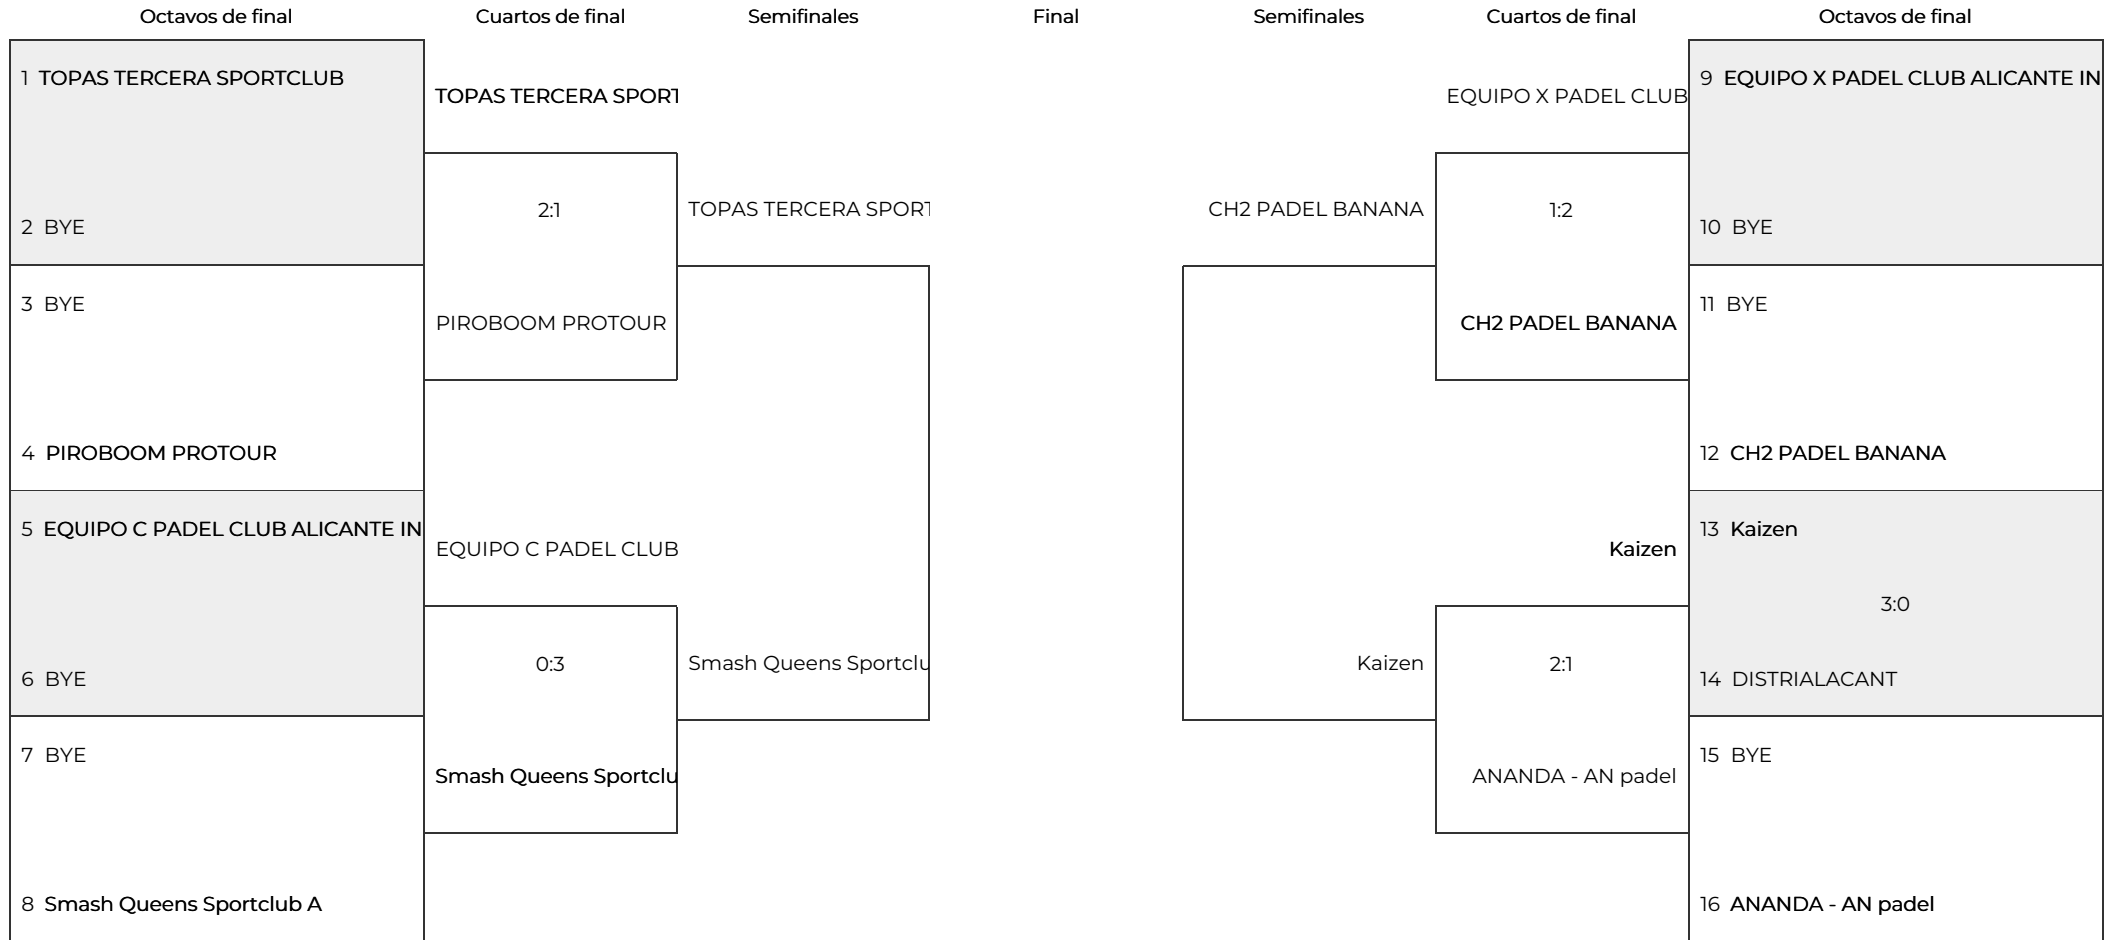 Octavos de final
Cuartos de final
Semifinales
Final
Semifinales
Cuartos de final
Octavos de final
1 TOPAS TERCERA SPORTCLUB
2 BYE
3 BYE
4 PIROBOOM PROTOUR
5 EQUIPO C PADEL CLUB ALICANTE IN
6 BYE
7 BYE
8 Smash Queens Sportclub A
TOPAS TERCERA SPORT
2:1
PIROBOOM PROTOUR
EQUIPO C PADEL CLUB
0:3
Smash Queens Sportclu
TOPAS TERCERA SPORT
Smash Queens Sportclu
CH2 PADEL BANANA
Kaizen
EQUIPO X PADEL CLUB
1:2
CH2 PADEL BANANA
Kaizen
2:1
ANANDA - AN padel
9 EQUIPO X PADEL CLUB ALICANTE IN
10 BYE
11 BYE
12 CH2 PADEL BANANA
13 Kaizen
3:0
14 DISTRIALACANT
15 BYE
16 ANANDA - AN padel